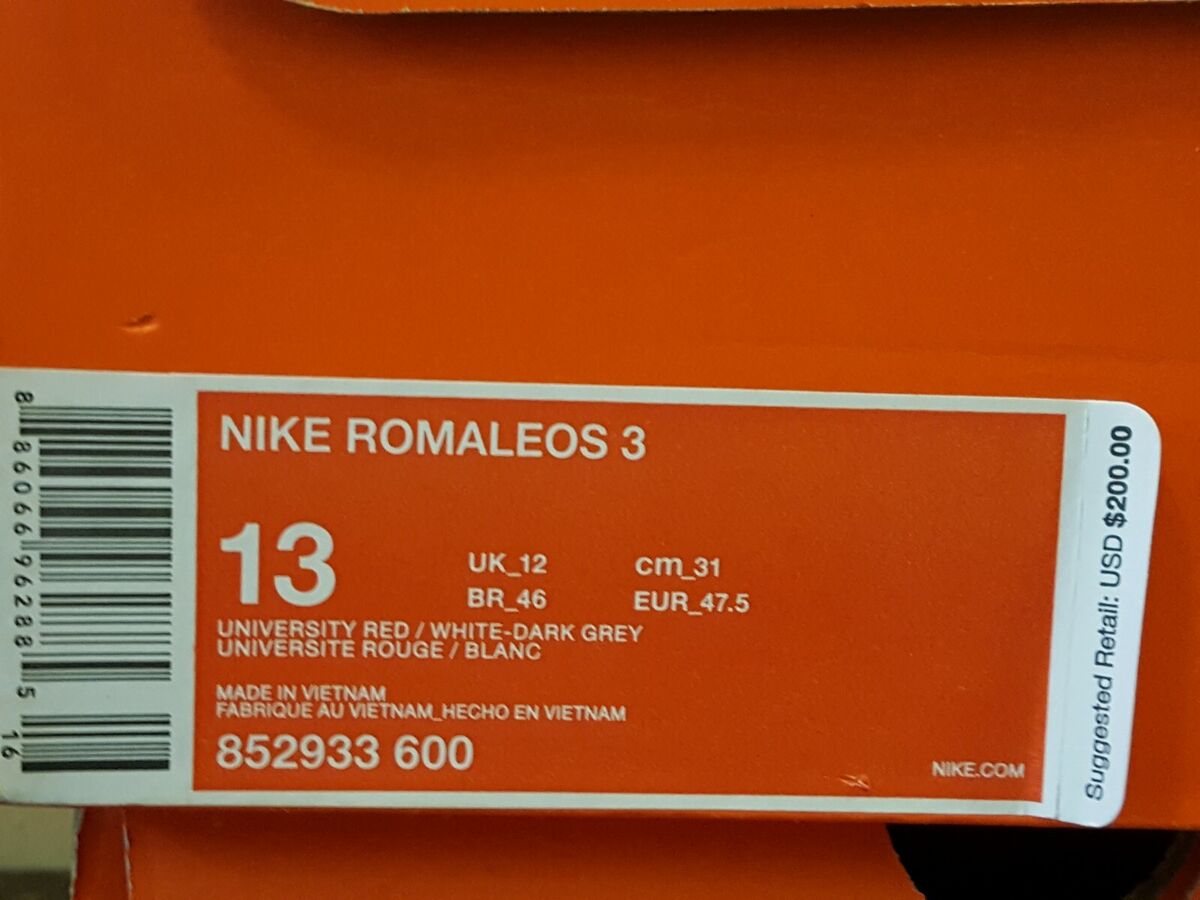 NIKE ROMALEOS 3
13
UK_12 cm_31
BR_46 EUR_47.5
UNIVERSITY RED / WHITE-DARK GREY
UNIVERSITE ROUGE / BLANC
MADE IN VIETNAM
FABRIQUE AU VIETNAM_HECHO EN VIETNAM
852933 600
NIKE.COM
8 86066 96288 5 16
Suggested Retail: USD $200.00